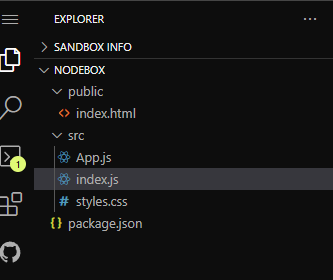 EXPLORER ...
SANDBOX INFO
NODEBOX
public
<> index.html
src
App.js
index.js
# styles.css
{} package.json
1